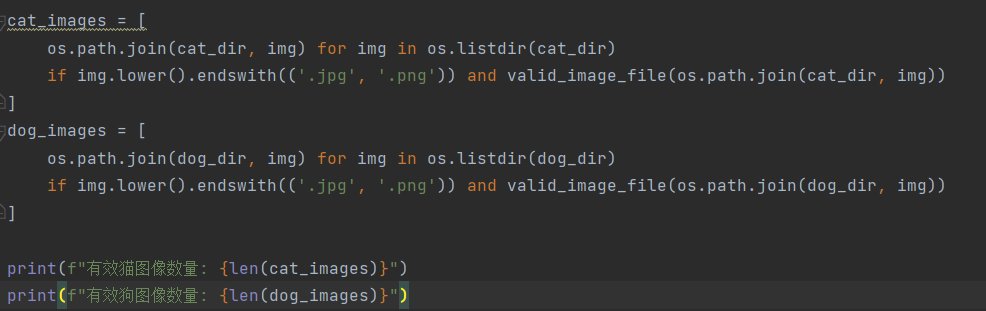 cat_images = [
    os.path.join(cat_dir, img) for img in os.listdir(cat_dir)
    if img.lower().endswith(('.jpg', '.png')) and valid_image_file(os.path.join(cat_dir, img))
]
dog_images = [
    os.path.join(dog_dir, img) for img in os.listdir(dog_dir)
    if img.lower().endswith(('.jpg', '.png')) and valid_image_file(os.path.join(dog_dir, img))
]
print(f"有效猫图像数量: {len(cat_images)}")
print(f"有效狗图像数量: {len(dog_images)}")